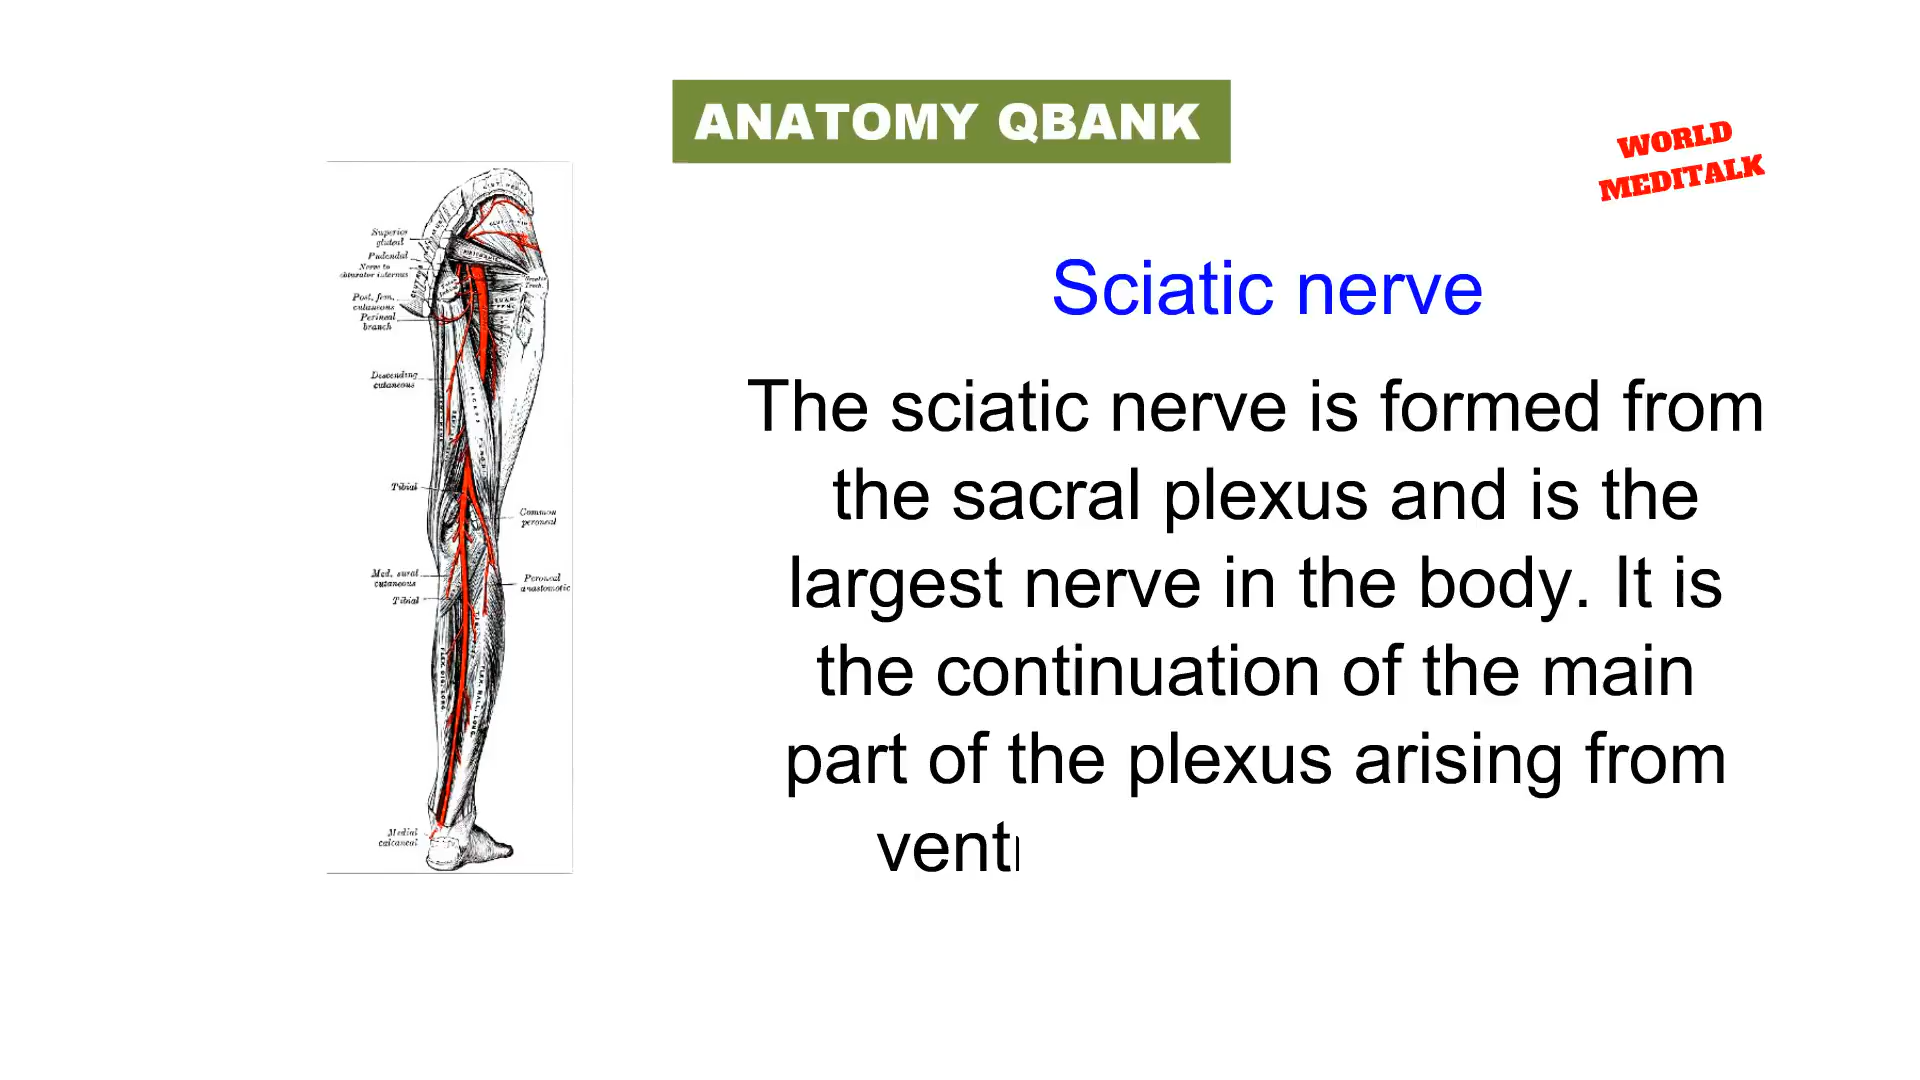 ANATOMY QBANK
WORLD
MEDITALK
Sciatic nerve
The sciatic nerve is formed from
the sacral plexus and is the
largest nerve in the body. It is
the continuation of the main
part of the plexus arising from
vent
Superior
gluteal
Pudendal
Nerve to
obturator internus
Post. fem.
cutaneous
Perineal
branch
Descending
cutaneous
Tibial
Common
peroneal
Med. sural
cutaneous
Peroneal
anastomotic
Tibial
Medial
calcaneal